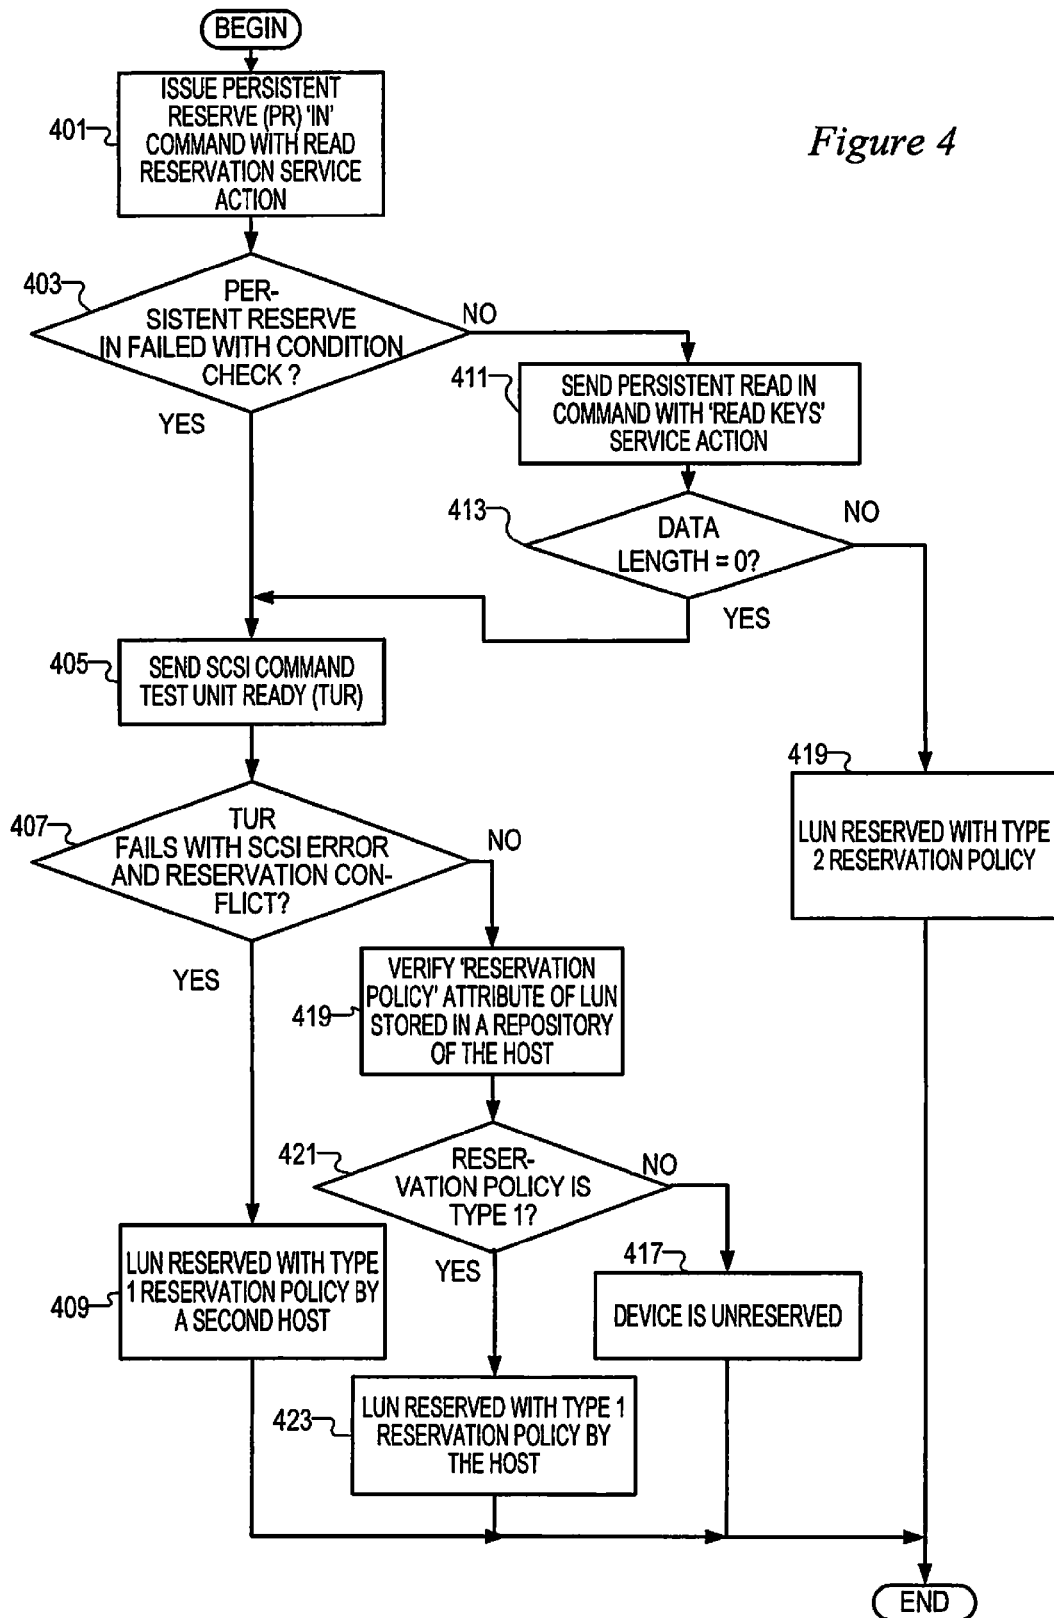 BEGIN
ISSUE PERSISTENT
RESERVE (PR) 'IN'
COMMAND WITH READ
RESERVATION SERVICE
ACTION
401
Figure 4
403
PER-
SISTENT RESERVE
IN FAILED WITH CONDITION
CHECK ?
NO
YES
411
SEND PERSISTENT READ IN
COMMAND WITH 'READ KEYS'
SERVICE ACTION
413
DATA
LENGTH = 0?
NO
YES
405
SEND SCSI COMMAND
TEST UNIT READY (TUR)
419
LUN RESERVED WITH TYPE
2 RESERVATION POLICY
407
TUR
FAILS WITH SCSI ERROR
AND RESERVATION CON-
FLICT?
NO
YES
419
VERIFY 'RESERVATION
POLICY' ATTRIBUTE OF LUN
STORED IN A REPOSITORY
OF THE HOST
421
RESER-
VATION POLICY IS
TYPE 1?
NO
YES
409
LUN RESERVED WITH TYPE
1 RESERVATION POLICY BY
A SECOND HOST
417
DEVICE IS UNRESERVED
423
LUN RESERVED WITH TYPE 1
RESERVATION POLICY BY
THE HOST
END